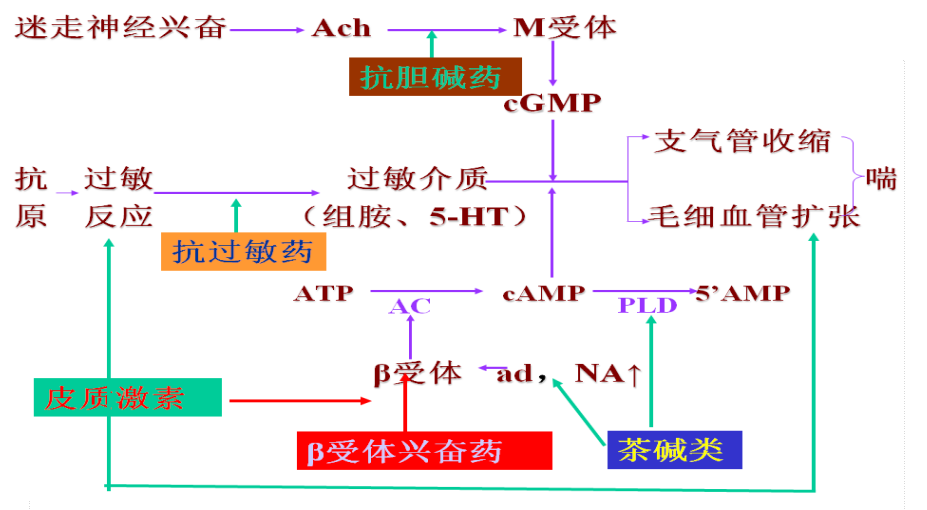 迷走神经兴奋 Ach M受体
抗胆碱药
cGMP
支气管收缩
抗 过敏 过敏介质 喘
原 反应 （组胺、5-HT） 毛细血管扩张
抗过敏药
ATP cAMP 5’AMP
AC PLD
β受体 ad，NA↑
皮质激素
β受体兴奋药 茶碱类